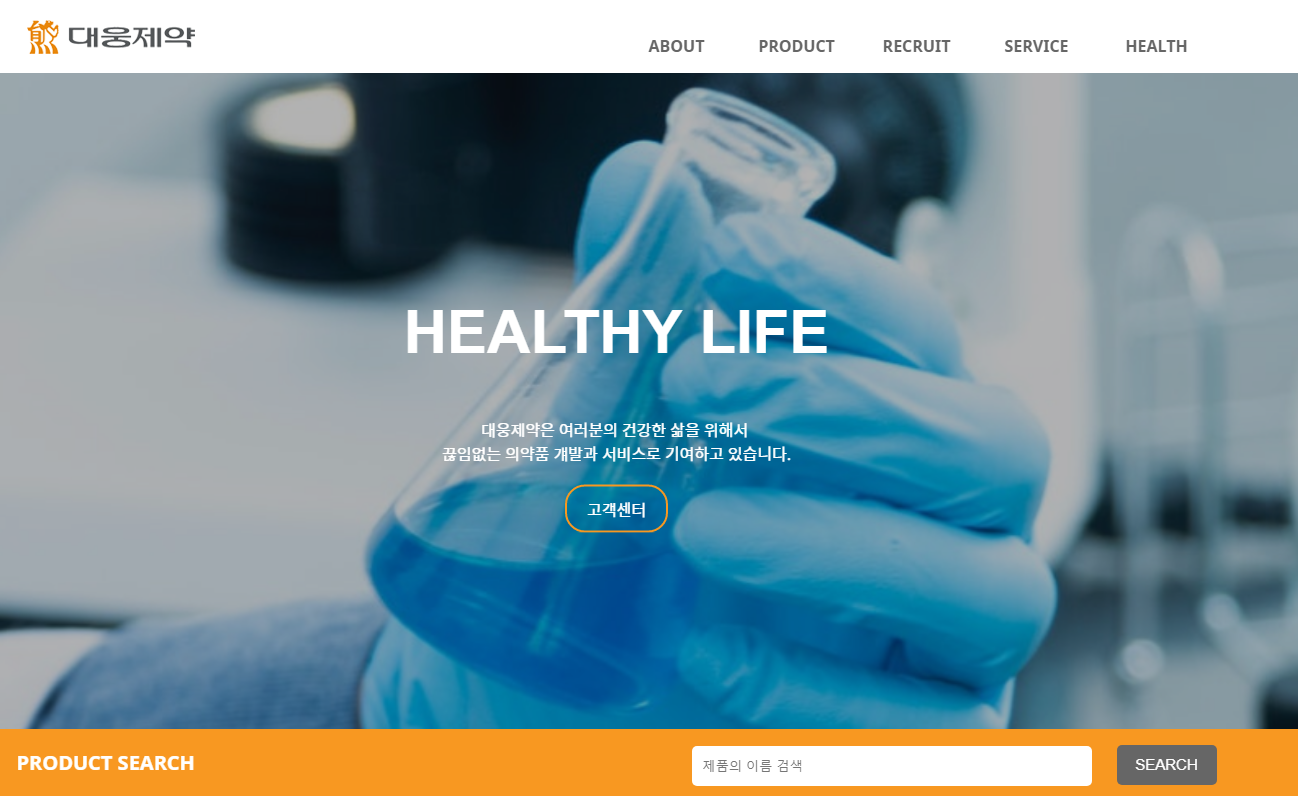 대웅제약
ABOUT
PRODUCT
RECRUIT
SERVICE
HEALTH
HEALTHY LIFE
대웅제약은 여러분의 건강한 삶을 위해서
끊임없는 의약품 개발과 서비스로 기여하고 있습니다.
고객센터
PRODUCT SEARCH
제품의 이름 검색
SEARCH